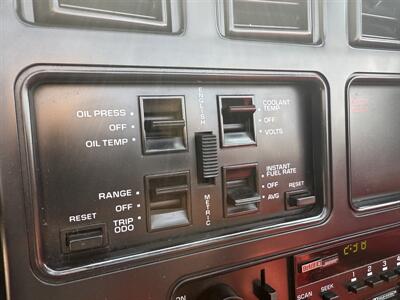 OIL PRESS
OFF
OIL TEMP
ENGLISH
COOLANT TEMP
OFF
VOLTS
RANGE
OFF
TRIP ODO
RESET
METRIC
INSTANT FUEL RATE
OFF
AVG
RESET
SCAN SEEK
1 2 3 4